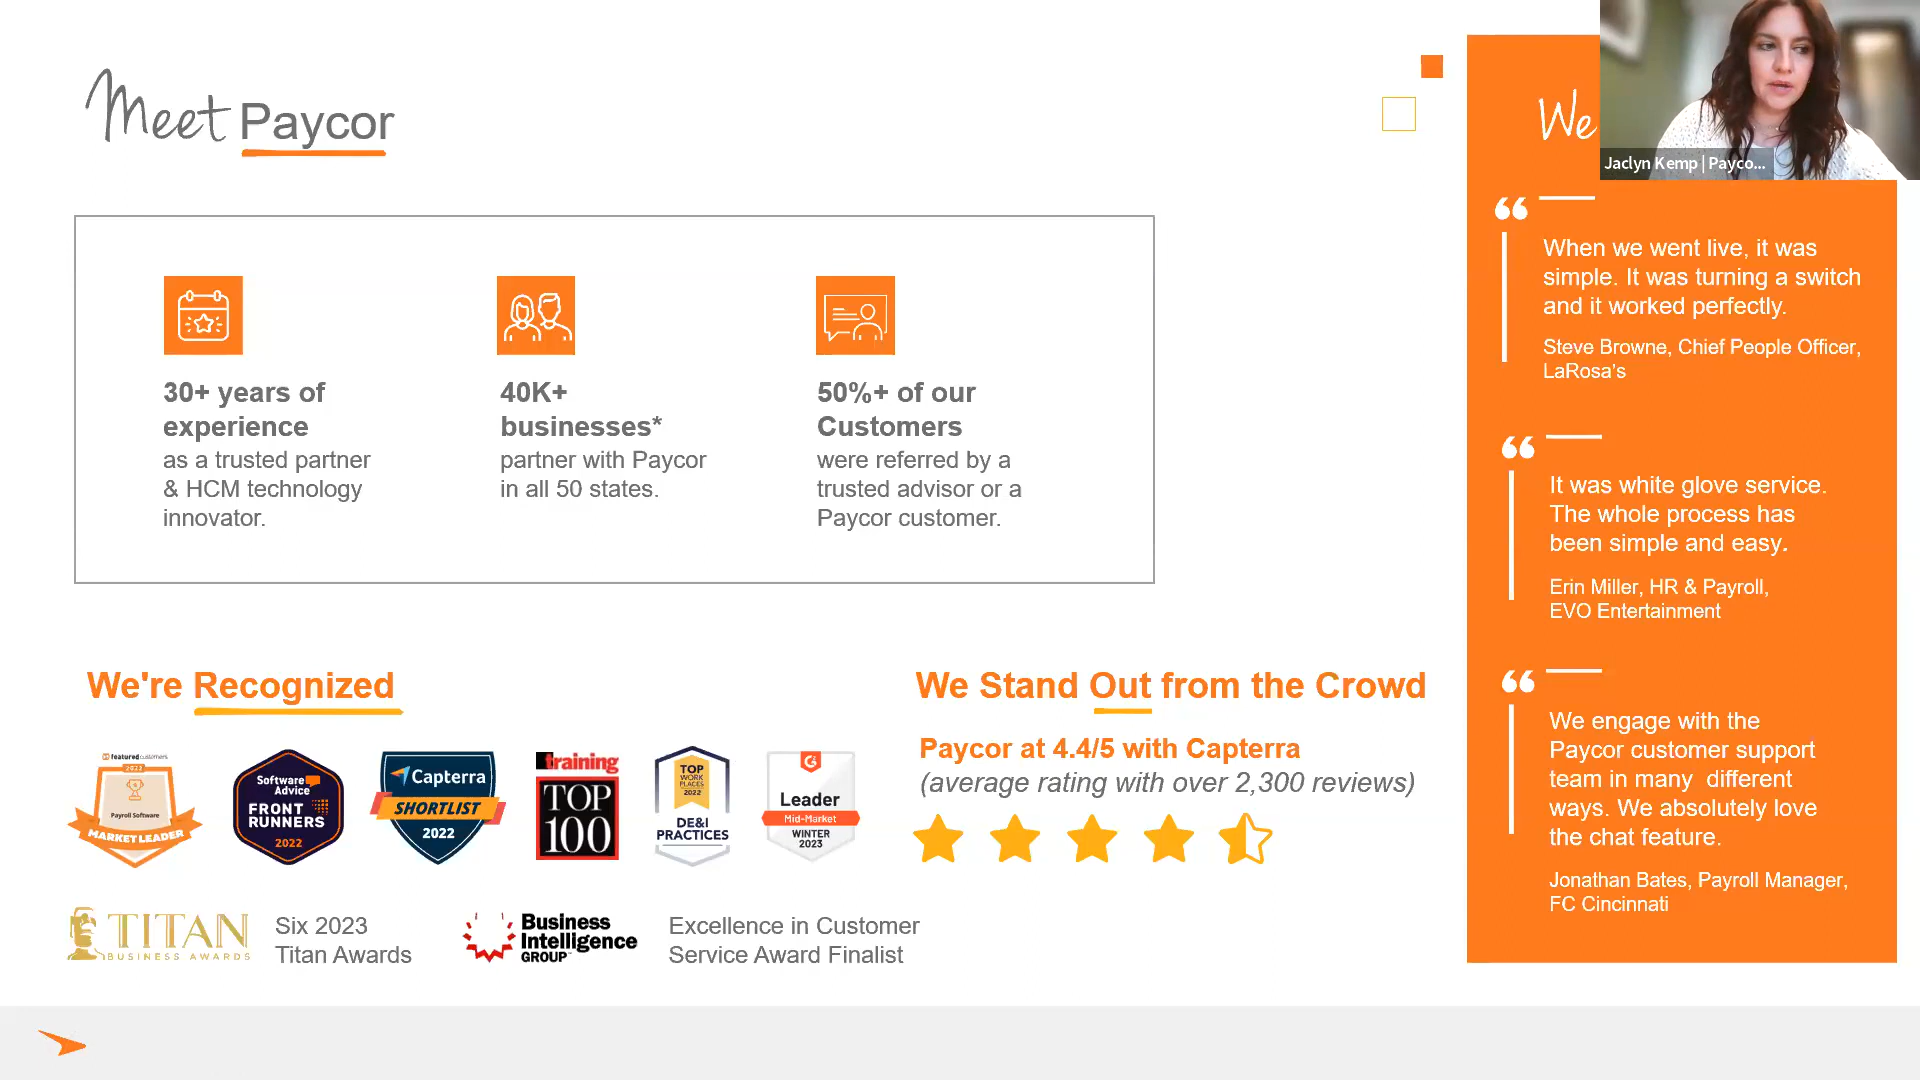 Meet Paycor
We
Jaclyn Kemp | Payco...
30+ years of
experience
as a trusted partner
& HCM technology
innovator.
40K+
businesses*
partner with Paycor
in all 50 states.
50%+ of our
Customers
were referred by a
trusted advisor or a
Paycor customer.
We're Recognized
featuredcustomers
2023
Payroll Software
MARKET LEADER
Software
Advice
FRONT
RUNNERS
2022
Capterra
SHORTLIST
2022
training
TOP
100
TOP
WORK
PLACES
2022
DE&I
PRACTICES
G
Leader
Mid-Market
WINTER
2023
TITAN
BUSINESS AWARDS
Six 2023
Titan Awards
Business
Intelligence
GROUP
Excellence in Customer
Service Award Finalist
We Stand Out from the Crowd
Paycor at 4.4/5 with Capterra
(average rating with over 2,300 reviews)
“
When we went live, it was
simple. It was turning a switch
and it worked perfectly.
Steve Browne, Chief People Officer,
LaRosa's
“
It was white glove service.
The whole process has
been simple and easy.
Erin Miller, HR & Payroll,
EVO Entertainment
“
We engage with the
Paycor customer support
team in many  different
ways. We absolutely love
the chat feature.
Jonathan Bates, Payroll Manager,
FC Cincinnati